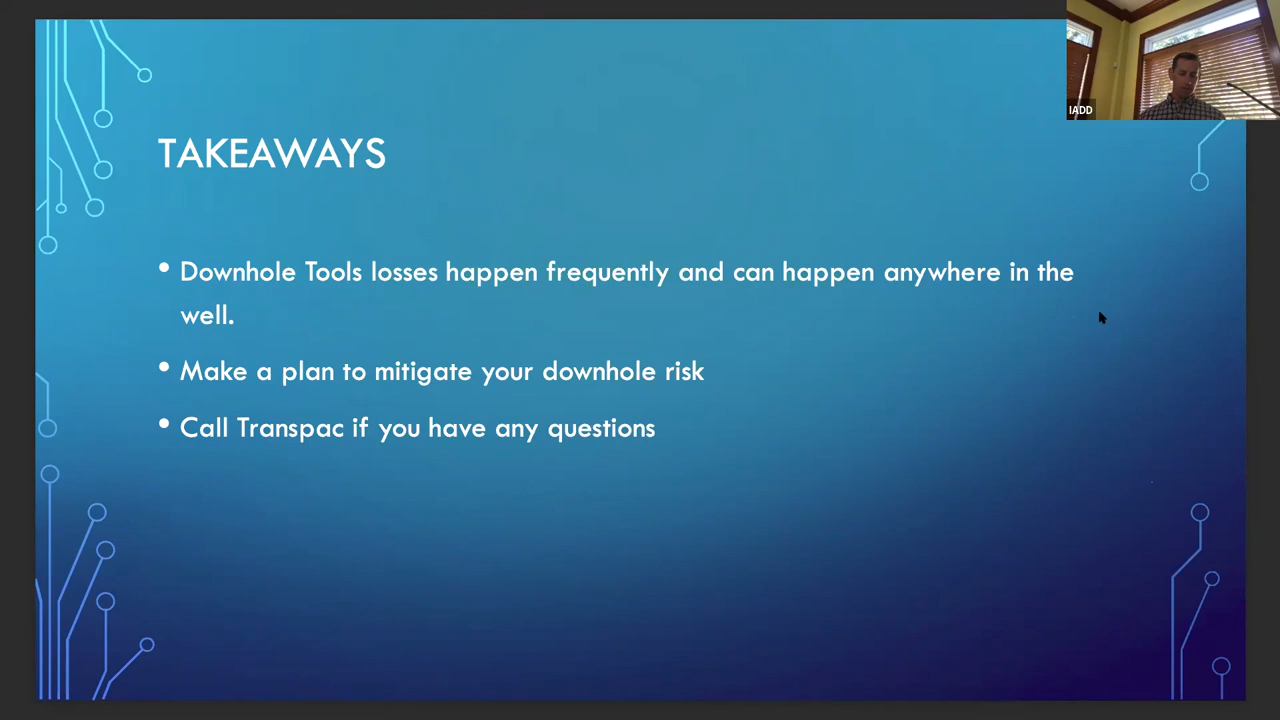 IADD
TAKEAWAYS
• Downhole Tools losses happen frequently and can happen anywhere in the
well.
• Make a plan to mitigate your downhole risk
• Call Transpac if you have any questions